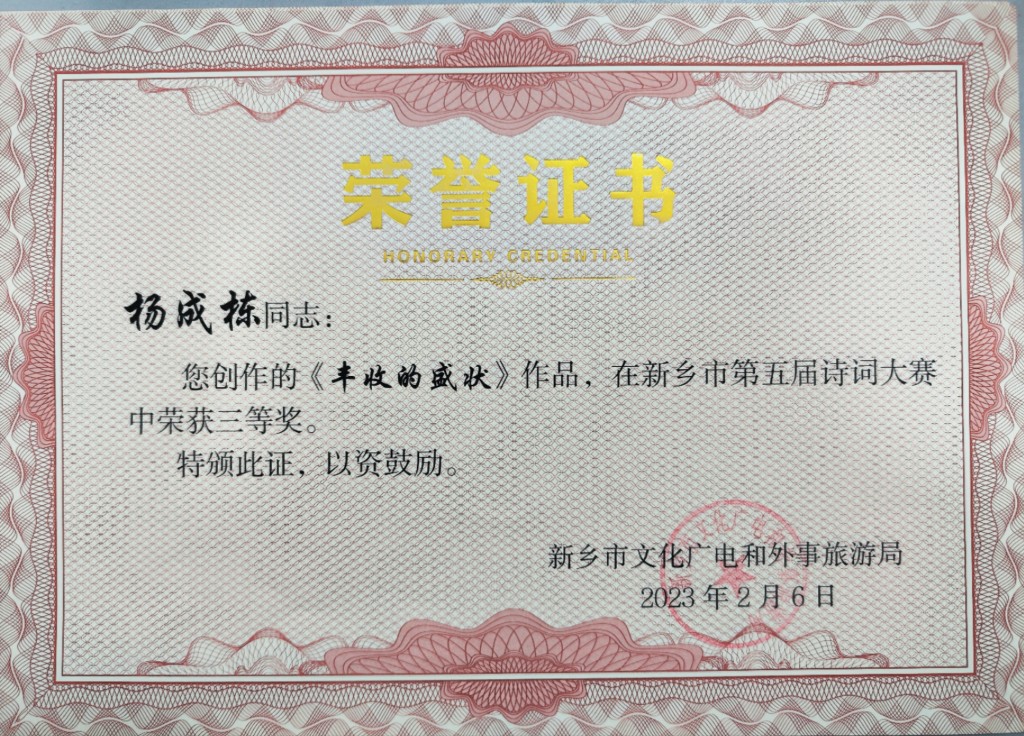 荣誉证书
HONORARY CREDENTIAL
杨成栋同志：
您创作的《丰收的盛状》作品，在新乡市第五届诗词大赛
中荣获三等奖。
特颁此证，以资鼓励。
新乡市文化广电和外事旅游局
2023年2月6日